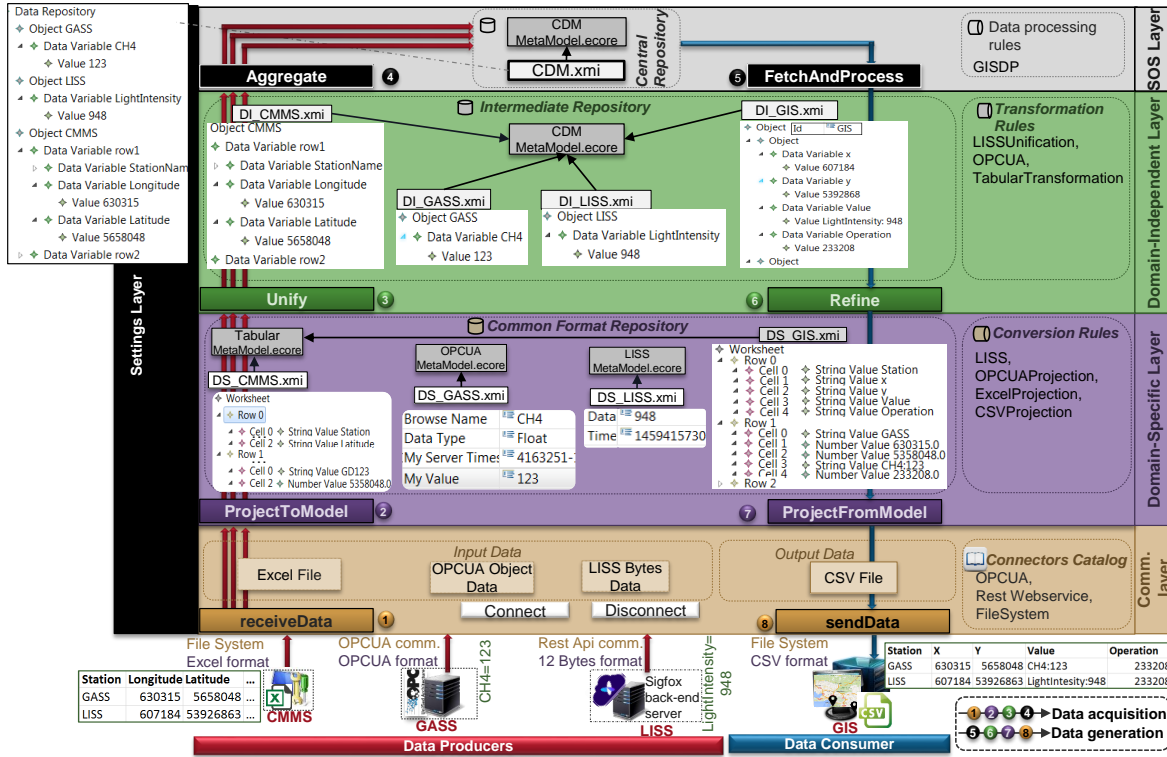 Data Repository
Object GASS
Data Variable CH4
Value 123
Object LISS
Data Variable LightIntensity
Value 948
Object CMMS
Data Variable row1
Data Variable StationNam
Data Variable Longitude
Value 630315
Data Variable Latitude
Value 5658048
Data Variable row2
Settings Layer
CDM
MetaModel.ecore
CDM.xmi
Central
Repository
Aggregate
4
5
FetchAndProcess
Data processing
rules
GISDP
SOS Layer
Intermediate Repository
DI_CMMS.xmi
Object CMMS
Data Variable row1
Data Variable StationName
Data Variable Longitude
Value 630315
Data Variable Latitude
Value 5658048
Data Variable row2
CDM
MetaModel.ecore
DI_GASS.xmi
Object GASS
Data Variable CH4
Value 123
DI_LISS.xmi
Object LISS
Data Variable LightIntensity
Value 948
DI_GIS.xmi
Object Id GIS
Object
Data Variable x
Value 607184
Data Variable y
Value 5392868
Data Variable Value
Value LightIntensity: 948
Data Variable Operation
Value 233208
Object
Transformation
Rules
LISSUnification,
OPCUA,
TabularTransformation
Domain-Independent Layer
Unify
3
6
Refine
Common Format Repository
Tabular
MetaModel.ecore
DS_CMMS.xmi
Worksheet
Row 0
Cell 0 String Value Station
Cell 2 String Value Latitude
Row 1
...
Cell 0 String Value GD123
Cell 2 Number Value 5358048.0
OPCUA
MetaModel.ecore
DS_GASS.xmi
Browse Name CH4
Data Type Float
My Server Times 4163251-
My Value 123
LISS
MetaModel.ecore
DS_LISS.xmi
Data 948
Time 1459415730
DS_GIS.xmi
Worksheet
Row 0
Cell 0 String Value Station
Cell 1 String Value x
Cell 2 String Value y
Cell 3 String Value Value
Cell 4 String Value Operation
Row 1
Cell 0 String Value GASS
Cell 1 Number Value 630315.0
Cell 2 Number Value 5358048.0
Cell 3 String Value CH4:123
Cell 4 Number Value 233208.0
Row 2
Conversion Rules
LISS,
OPCUAProjection,
ExcelProjection,
CSVProjection
Domain-Specific Layer
ProjectToModel
2
7
ProjectFromModel
Input Data
Excel File
OPCUA Object
Data
LISS Bytes
Data
Connect
Disconnect
Output Data
CSV File
Connectors Catalog
OPCUA,
Rest Webservice,
FileSystem
Comm.
layer
receiveData
1
8
sendData
File System
Excel format
OPCUA comm.
OPCUA format
Rest Api comm.
12 Bytes format
File System
CSV format
Station Longitude Latitude ...
GASS 630315 5658048 ...
LISS 607184 53926863 ...
CMMS
OPC
GASS
CH4=123
Sigfox
back-end
server
LISS
LightIntensity=
948
GIS
CSV
Station X Y Value Operation
GASS 630315 5658048 CH4:123 233208
LISS 607184 53926863 LightIntesity:948 233208
Data Producers
Data Consumer
1 2 3 4 Data acquisition
5 6 7 8 Data generation